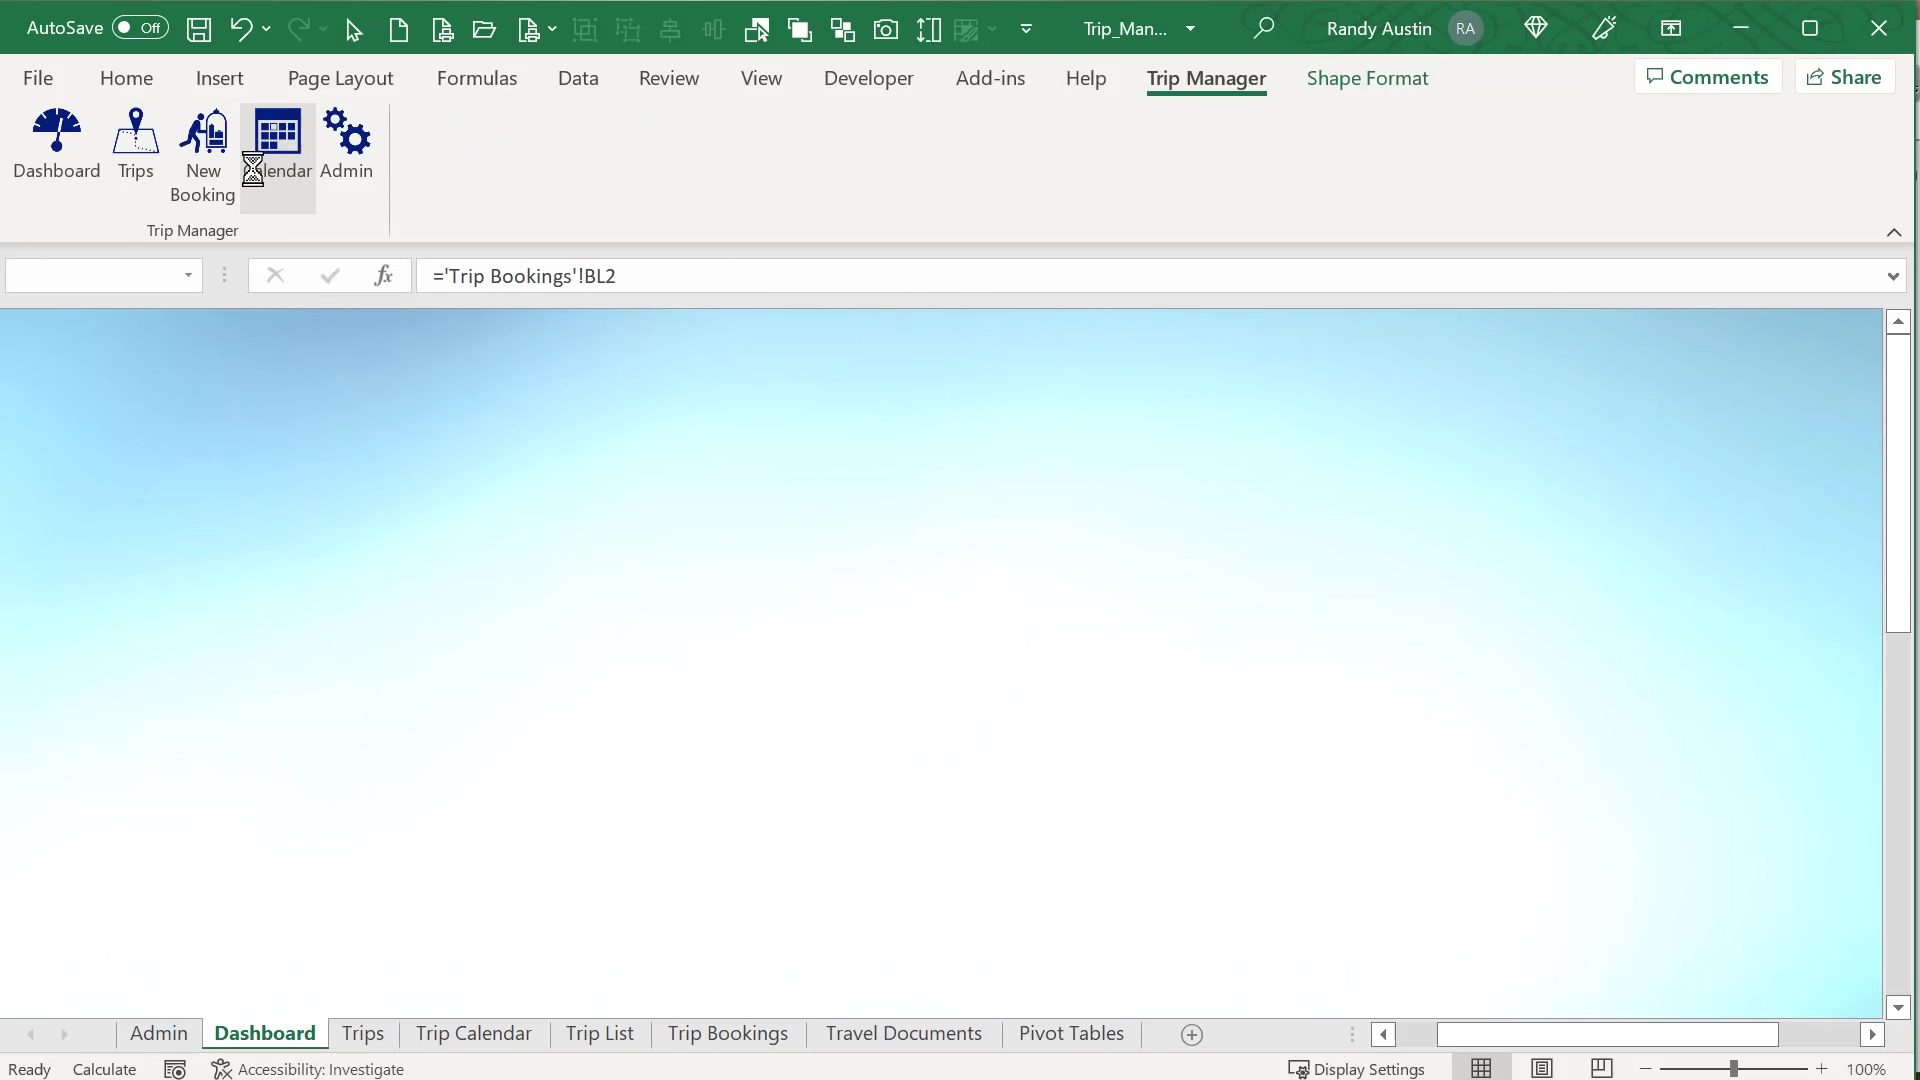 AutoSave Off Trip_Man... Randy Austin RA
File Home Insert Page Layout Formulas Data Review View Developer Add-ins Help Trip Manager Shape Format Comments Share
Dashboard Trips New Booking lendar Admin
Trip Manager
fx ='Trip Bookings'!BL2
Admin Dashboard Trips Trip Calendar Trip List Trip Bookings Travel Documents Pivot Tables
Ready Calculate Accessibility: Investigate Display Settings 100%